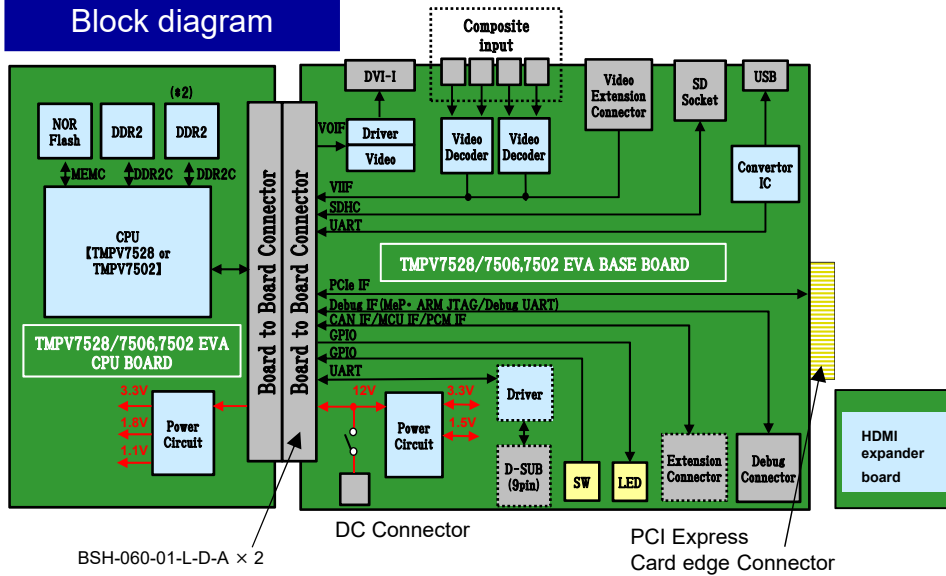 Block diagram
Composite
input
DVI-I
Video
Extension
Connector
SD
Socket
USB
(*2)
NOR
Flash
DDR2
DDR2
MEMC
DDR2C
DDR2C
CPU
【TMPV7528 or
TMPV7502】
TMPV7528/7506,7502 EVA
CPU BOARD
3.3V
1.8V
1.1V
Power
Circuit
Board to Board Connector
Board to Board Connector
VOIF
Driver
Video
Video
Decoder
Video
Decoder
Convertor
IC
VIIF
SDHC
UART
TMPV7528/7506,7502 EVA BASE BOARD
PCIe IF
Debug IF(MeP・ ARM JTAG/Debug UART)
CAN IF/MCU IF/PCM IF
GPIO
GPIO
UART
12V
Power
Circuit
3.3V
1.5V
Driver
D-SUB
(9pin)
SW
LED
Extension
Connector
Debug
Connector
HDMI
expander
board
DC Connector
PCI Express
Card edge Connector
BSH-060-01-L-D-A × 2